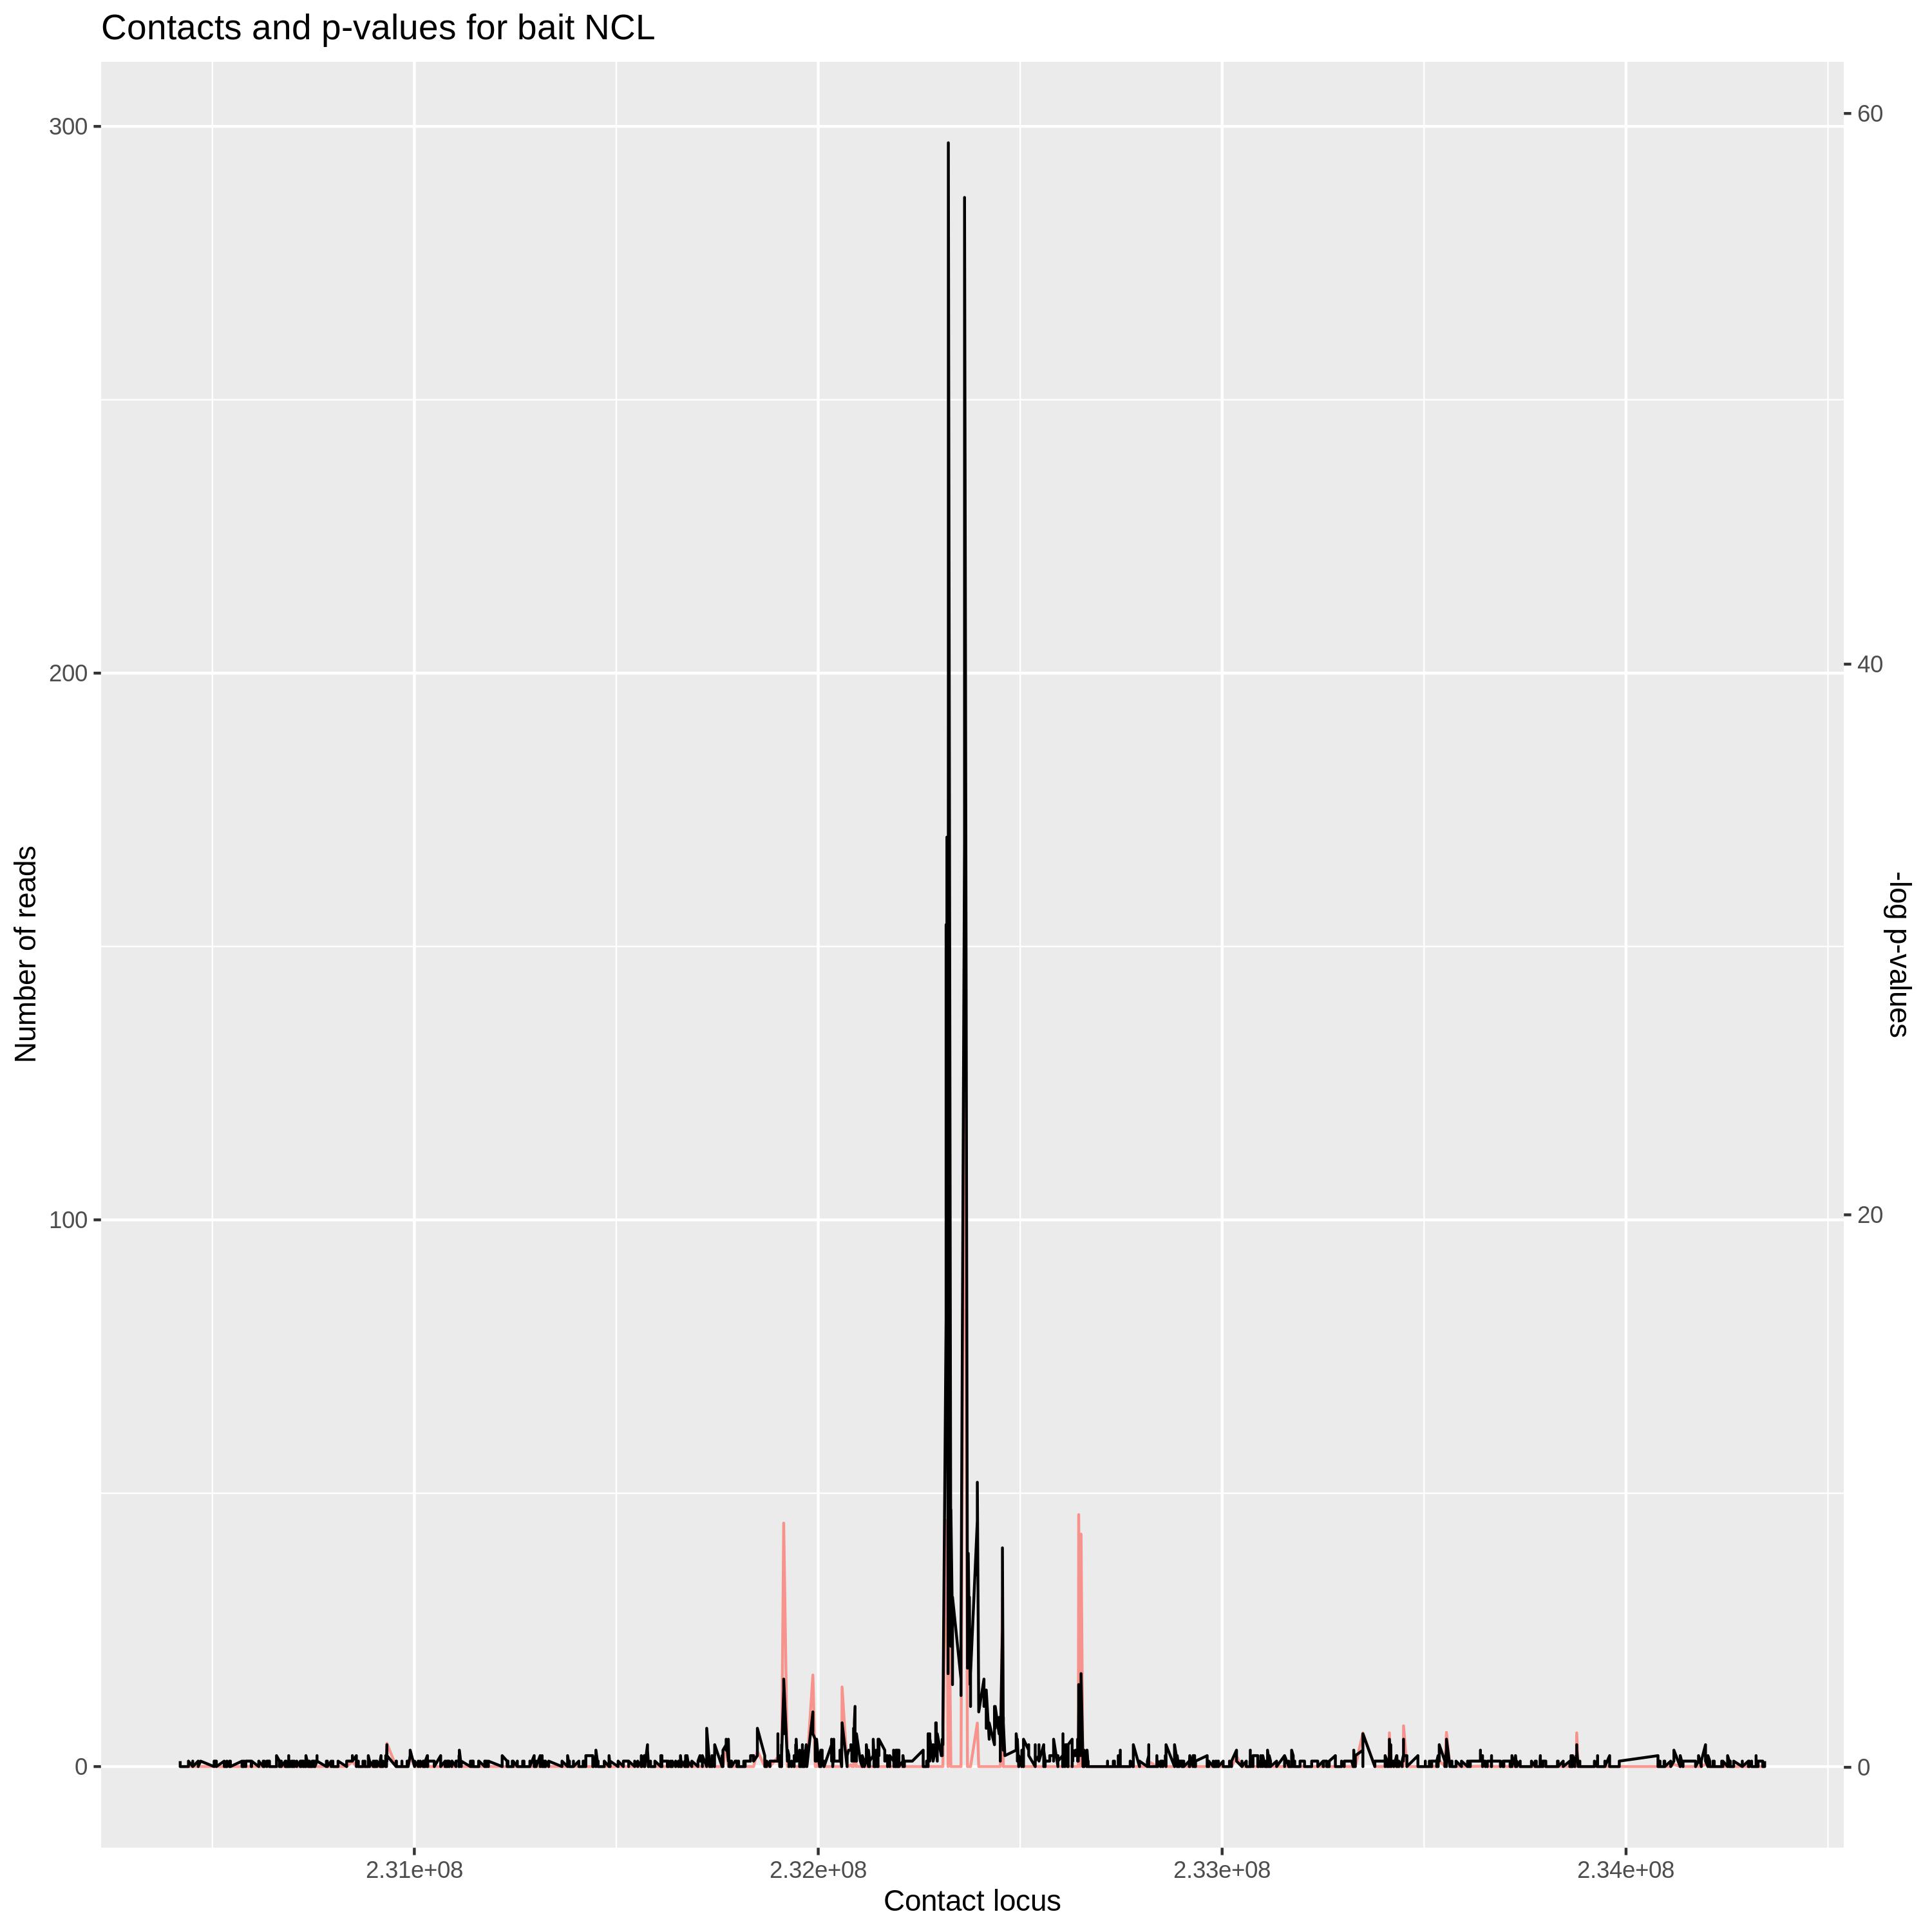 Contacts and p-values for bait NCL
300
200
100
0
60
40
20
0
Number of reads
-log p-values
2.31e+08
2.32e+08
2.33e+08
2.34e+08
Contact locus